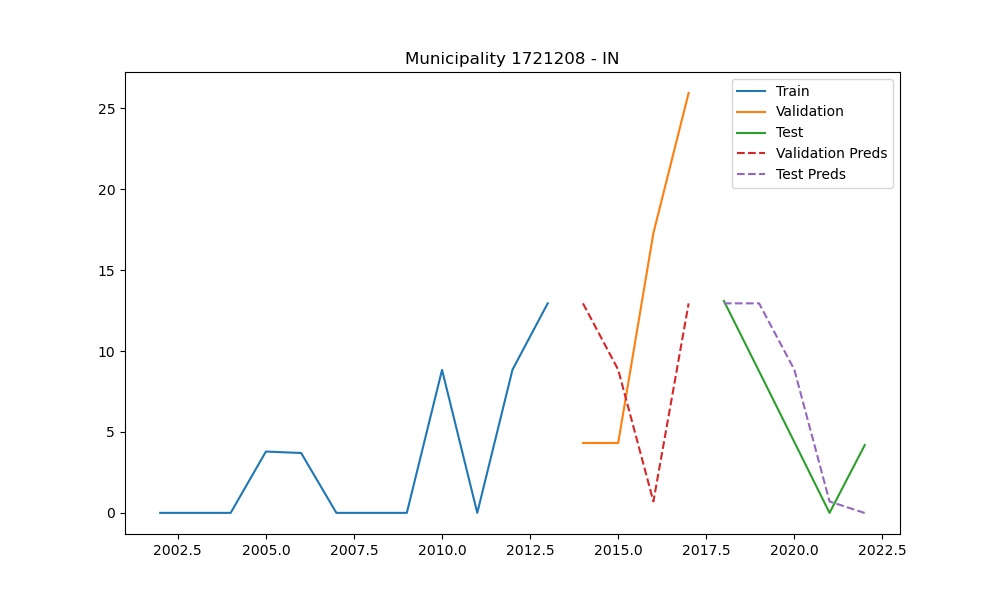 Municipality 1721208 - IN
Train
Validation
Test
Validation Preds
Test Preds
25
20
15
10
5
0
2002.5 2005.0 2007.5 2010.0 2012.5 2015.0 2017.5 2020.0 2022.5